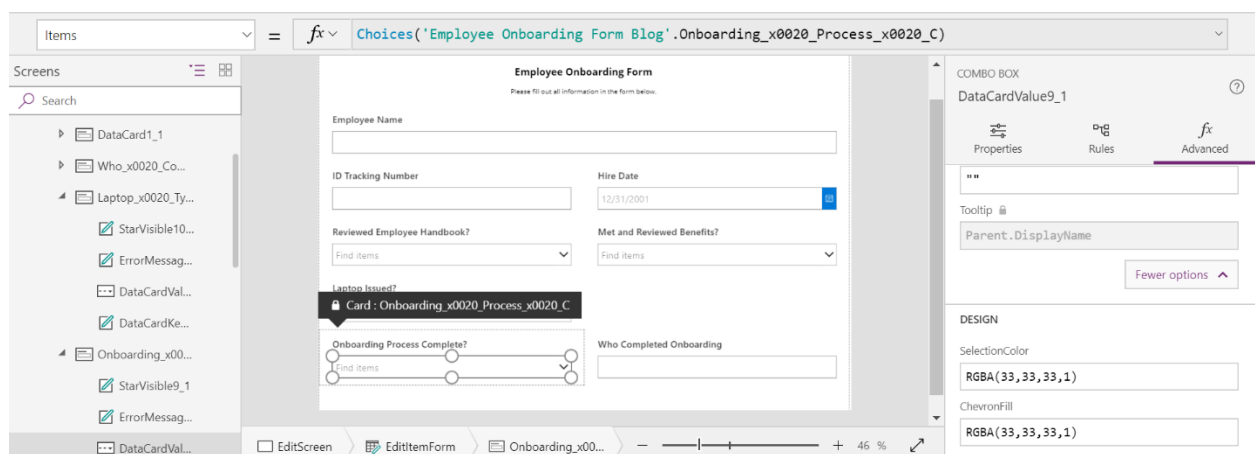 Items
=
fx
Choices('Employee Onboarding Form Blog'.Onboarding_x0020_Process_x0020_C)
Screens
Search
DataCard1_1
Who_x0020_Co...
Laptop_x0020_Ty...
StarVisible10...
ErrorMessag...
DataCardVal...
DataCardKe...
Onboarding_x00...
StarVisible9_1
ErrorMessag...
DataCardVal...
Employee Onboarding Form
Please fill out all information in the form below.
Employee Name
ID Tracking Number
Hire Date
12/31/2001
Reviewed Employee Handbook?
Met and Reviewed Benefits?
Find items
Find items
Laptop Issued?
Card : Onboarding_x0020_Process_x0020_C
Onboarding Process Complete?
Who Completed Onboarding
Find items
EditScreen
EditItemForm
Onboarding_x00...
46 %
COMBO BOX
DataCardValue9_1
Properties
Rules
fx
Advanced
""
Tooltip
Parent.DisplayName
Fewer options
DESIGN
SelectionColor
RGBA(33,33,33,1)
ChevronFill
RGBA(33,33,33,1)